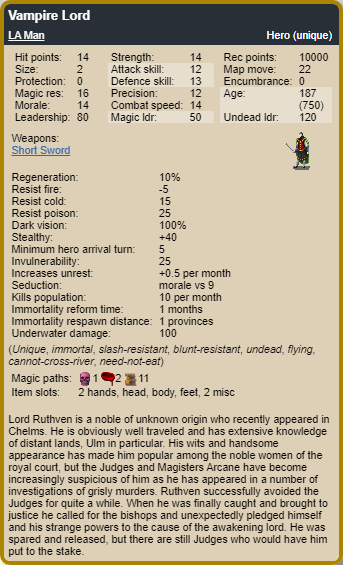 Vampire Lord
LA Man Hero (unique)
Hit points: 14 Strength: 14 Rec points: 10000
Size: 2 Attack skill: 12 Map move: 22
Protection: 0 Defence skill: 13 Encumbrance: 0
Magic res: 16 Precision: 12 Age: 187
Morale: 14 Combat speed: 14 (750)
Leadership: 80 Magic ldr: 50 Undead ldr: 120
Weapons:
Short Sword
Regeneration: 10%
Resist fire: -5
Resist cold: 15
Resist poison: 25
Dark vision: 100%
Stealthy: +40
Minimum hero arrival turn: 5
Invulnerability: 25
Increases unrest: +0.5 per month
Seduction: morale vs 9
Kills population: 10 per month
Immortality reform time: 1 months
Immortality respawn distance: 1 provinces
Underwater damage: 100
(Unique, immortal, slash-resistant, blunt-resistant, undead, flying,
cannot-cross-river, need-not-eat)
Magic paths: 1 2 11
Item slots: 2 hands, head, body, feet, 2 misc
Lord Ruthven is a noble of unknown origin who recently appeared in
Chelms. He is obviously well traveled and has extensive knowledge
of distant lands, Ulm in particular. His wits and handsome
appearance has made him popular among the noble women of the
royal court, but the Judges and Magisters Arcane have become
increasingly suspicious of him as he has appeared in a number of
investigations of grisly murders. Ruthven successfully avoided the
Judges for quite a while. When he was finally caught and brought to
justice he called for the bishops and unexpectedly pledged himself
and his strange powers to the cause of the awakening lord. He was
spared and released, but there are still Judges who would have him
put to the stake.